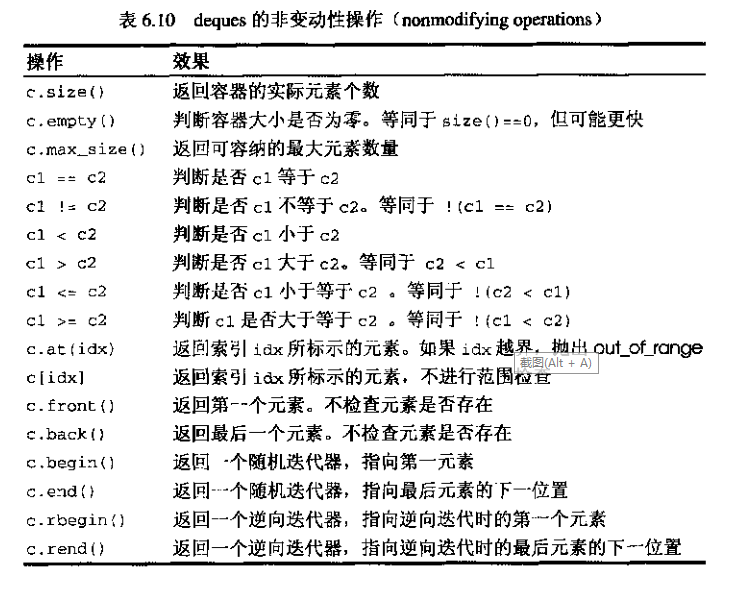 表 6.10 deques 的非变动性操作（nonmodifying operations）
操作 效果
c.size() 返回容器的实际元素个数
c.empty() 判断容器大小是否为零。等同于 size()==0，但可能更快
c.max_size() 返回可容纳的最大元素数量
c1 == c2 判断是否 c1 等于 c2
c1 != c2 判断是否 c1 不等于 c2。等同于 !(c1 == c2)
c1 < c2 判断是否 c1 小于 c2
c1 > c2 判断是否 c1 大于 c2。等同于 c2 < c1
c1 <= c2 判断是否 c1 小于等于 c2 。等同于 !(c2 < c1)
c1 >= c2 判断 c1 是否大于等于 c2 。等同于 !(c1 < c2)
c.at(idx) 返回索引 idx 所标示的元素。如果 idx 越界，抛出 out_of_range
截图(Alt + A)
c[idx] 返回索引 idx 所标示的元素，不进行范围检查
c.front() 返回第一个元素。不检查元素是否存在
c.back() 返回最后一个元素。不检查元素是否存在
c.begin() 返回一个随机迭代器，指向第一元素
c.end() 返回一个随机迭代器，指向最后元素的下一位置
c.rbegin() 返回一个逆向迭代器，指向逆向迭代时的第一个元素
c.rend() 返回一个逆向迭代器，指向逆向迭代时的最后元素的下一位置